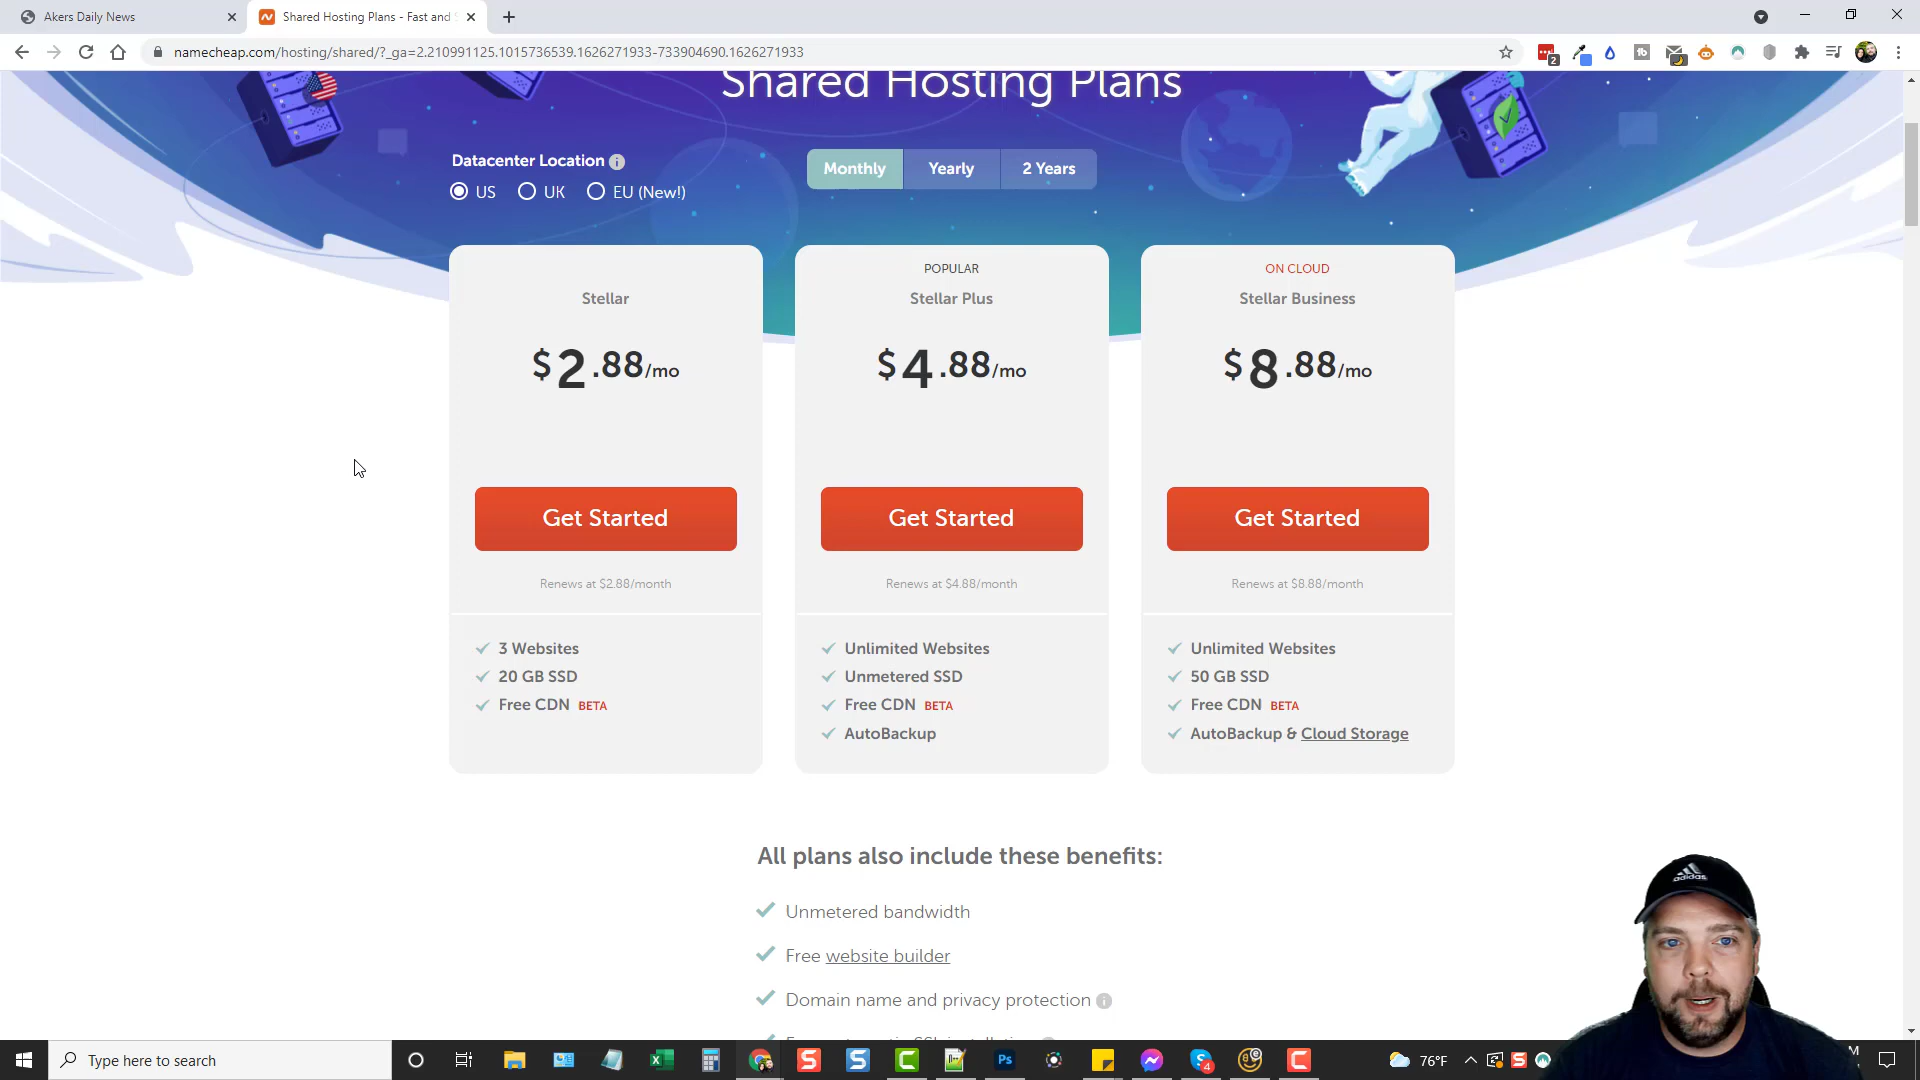 Akers Daily News
Shared Hosting Plans - Fast and
namecheap.com/hosting/shared/?_ga=2.210991125.1015736539.1626271933-733904690.1626271933
Shared Hosting Plans
Datacenter Location
US UK EU (New!)
Monthly Yearly 2 Years
Stellar
$2.88/mo
Get Started
Renews at $2.88/month
3 Websites
20 GB SSD
Free CDN BETA
POPULAR
Stellar Plus
$4.88/mo
Get Started
Renews at $4.88/month
Unlimited Websites
Unmetered SSD
Free CDN BETA
AutoBackup
ON CLOUD
Stellar Business
$8.88/mo
Get Started
Renews at $8.88/month
Unlimited Websites
50 GB SSD
Free CDN BETA
AutoBackup & Cloud Storage
All plans also include these benefits:
Unmetered bandwidth
Free website builder
Domain name and privacy protection
adidas
Type here to search
76°F